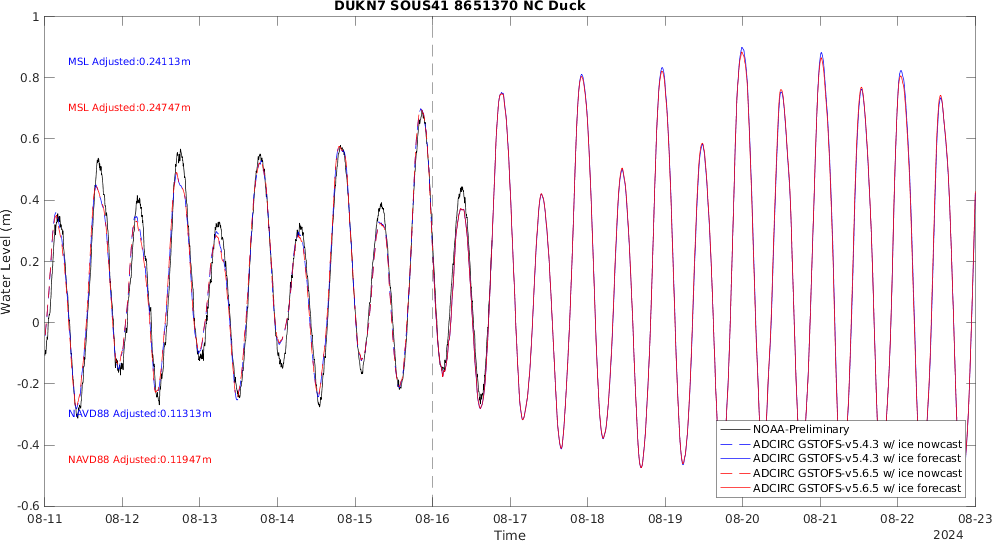 DUKN7 SOUS41 8651370 NC Duck
MSL Adjusted:0.24113m
MSL Adjusted:0.24747m
NAVD88 Adjusted:0.11313m
NAVD88 Adjusted:0.11947m
Water Level (m)
1
0.8
0.6
0.4
0.2
0
-0.2
-0.4
-0.6
NOAA-Preliminary
ADCIRC GSTOFS-v5.4.3 w/ ice nowcast
ADCIRC GSTOFS-v5.4.3 w/ ice forecast
ADCIRC GSTOFS-v5.6.5 w/ ice nowcast
ADCIRC GSTOFS-v5.6.5 w/ ice forecast
08-11 08-12 08-13 08-14 08-15 08-16 08-17 08-18 08-19 08-20 08-21 08-22 08-23
Time
2024